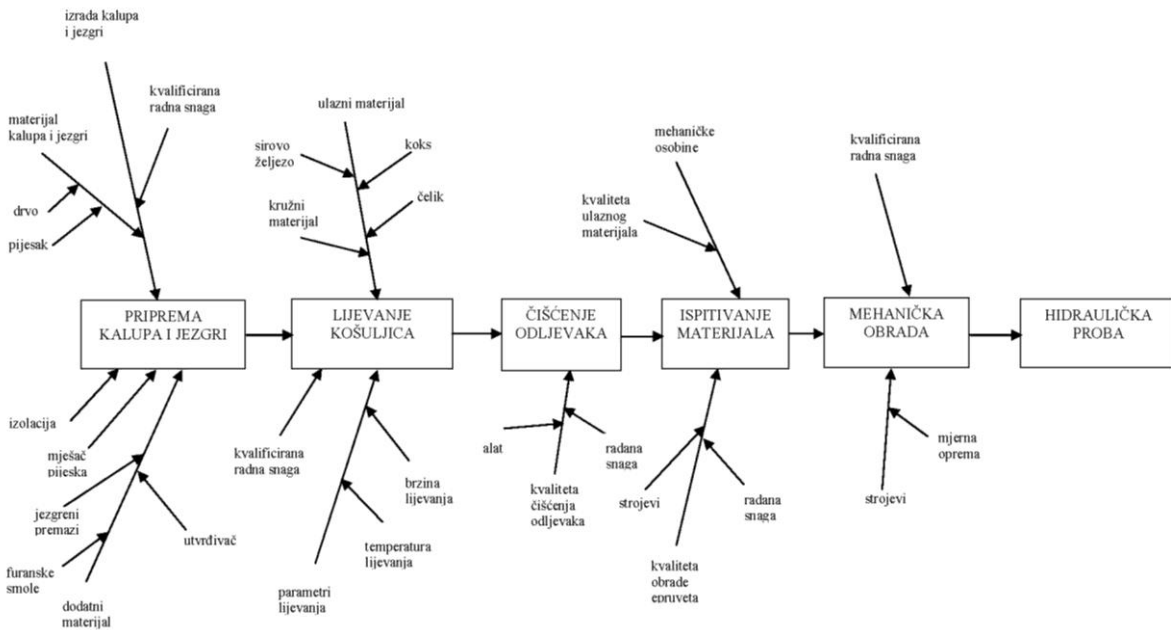 izrada kalupa
i jezgri
kvalificirana
radna snaga
materijal
kalupa i jezgri
drvo
pijesak
ulazni materijal
sirovo
željezo
koks
kružni
materijal
čelik
mehaničke
osobine
kvaliteta
ulaznog
materijala
kvalificirana
radna snaga
PRIPREMA
KALUPA I JEZGRI
LIJEVANJE
KOŠULJICA
ČIŠĆENJE
ODLJEVAKA
ISPITIVANJE
MATERIJALA
MEHANIČKA
OBRADA
HIDRAULIČKA
PROBA
izolacija
mješač
pijeska
jezgreni
premazi
utvrđivač
furanske
smole
dodatni
materijal
kvalificirana
radna snaga
brzina
lijevanja
temperatura
lijevanja
parametri
lijevanja
alat
radana
snaga
kvaliteta
čišćenja
odljevaka
strojevi
radana
snaga
kvaliteta
obrade
epruveta
mjerna
oprema
strojevi